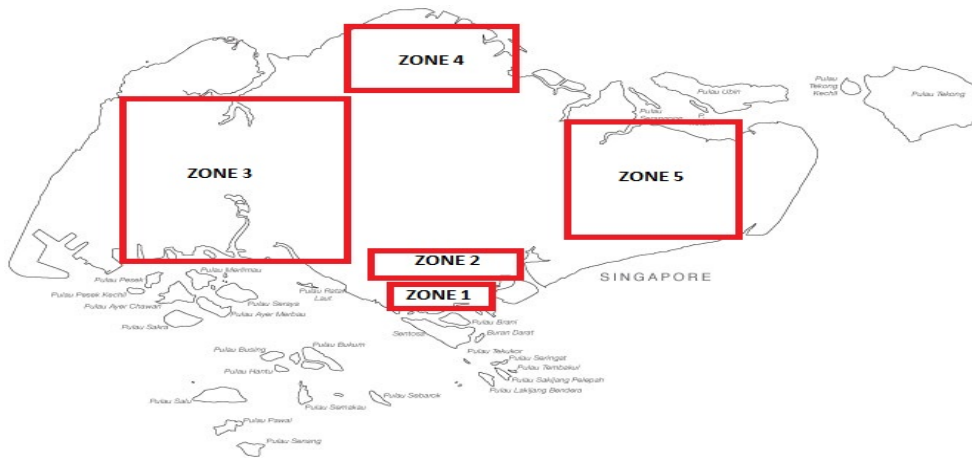 ZONE 4
Pulau Ubin
Pulau
Tekong
Kechil
Pulau Tekong
Pulau
P.
ZONE 3
ZONE 5
ZONE 2
SINGAPORE
ZONE 1
Pulau Merlimau
Pulau Pesek
Pulau Pesek Kechil
Pulau Ayer Chawan
Pulau Seraya
Pulau Ayer Merbau
Pulau Sakra
Laut
Pulau Brani
Sentosa
Buran Darat
Pulau Tekukor
Pulau Seringat
Pulau Tembakul
Pulau Sakijang Pelepah
Pulau Lakijang Bendera
Pulau Busing
Pulau Bukum
Pulau Hantu
Pulau Salu
Pulau Semakau
Pulau Sebarok
Pulau Pawai
Pulau Senang